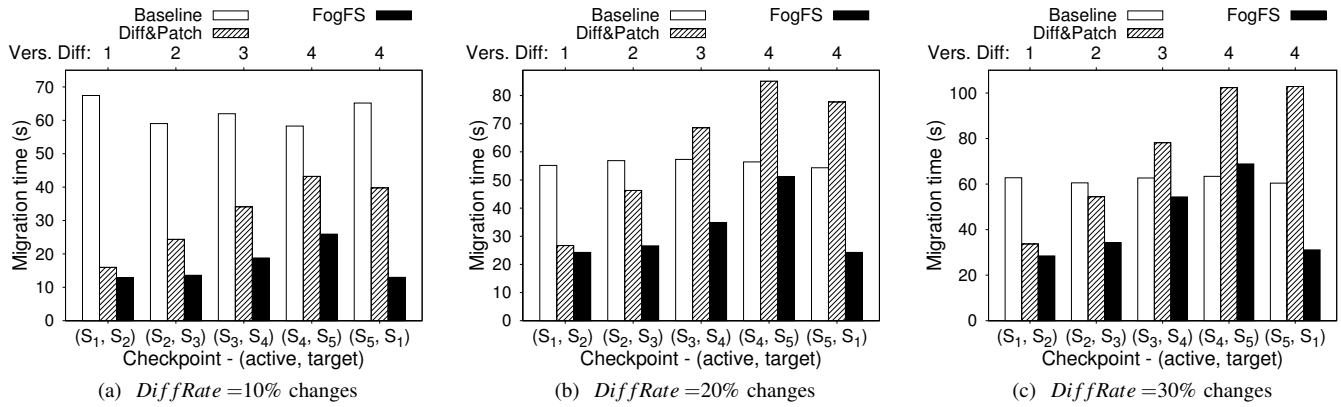 Baseline FogFS
Diff&Patch
Vers. Diff: 1 2 3 4 4
Migration time (s)
70
60
50
40
30
20
10
0
(S1, S2) (S2, S3) (S3, S4) (S4, S5) (S5, S1)
Checkpoint - (active, target)
(a) DiffRate=10% changes
Baseline FogFS
Diff&Patch
Vers. Diff: 1 2 3 4 4
Migration time (s)
80
70
60
50
40
30
20
10
0
(S1, S2) (S2, S3) (S3, S4) (S4, S5) (S5, S1)
Checkpoint - (active, target)
(b) DiffRate=20% changes
Baseline FogFS
Diff&Patch
Vers. Diff: 1 2 3 4 4
Migration time (s)
100
80
60
40
20
0
(S1, S2) (S2, S3) (S3, S4) (S4, S5) (S5, S1)
Checkpoint - (active, target)
(c) DiffRate=30% changes